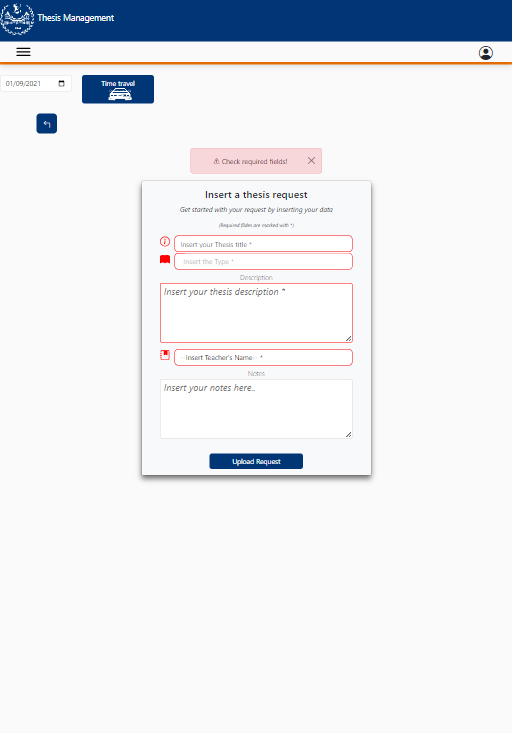 Thesis Management
01/09/2021
Time travel
⚠ Check required fields!
Insert a thesis request
Get started with your request by inserting your data
(Required fildes are marked with *)
Insert your Thesis title *
Insert the Type *
Description
Insert your thesis description *
--Insert Teacher's Name-- *
Notes
Insert your notes here..
Upload Request